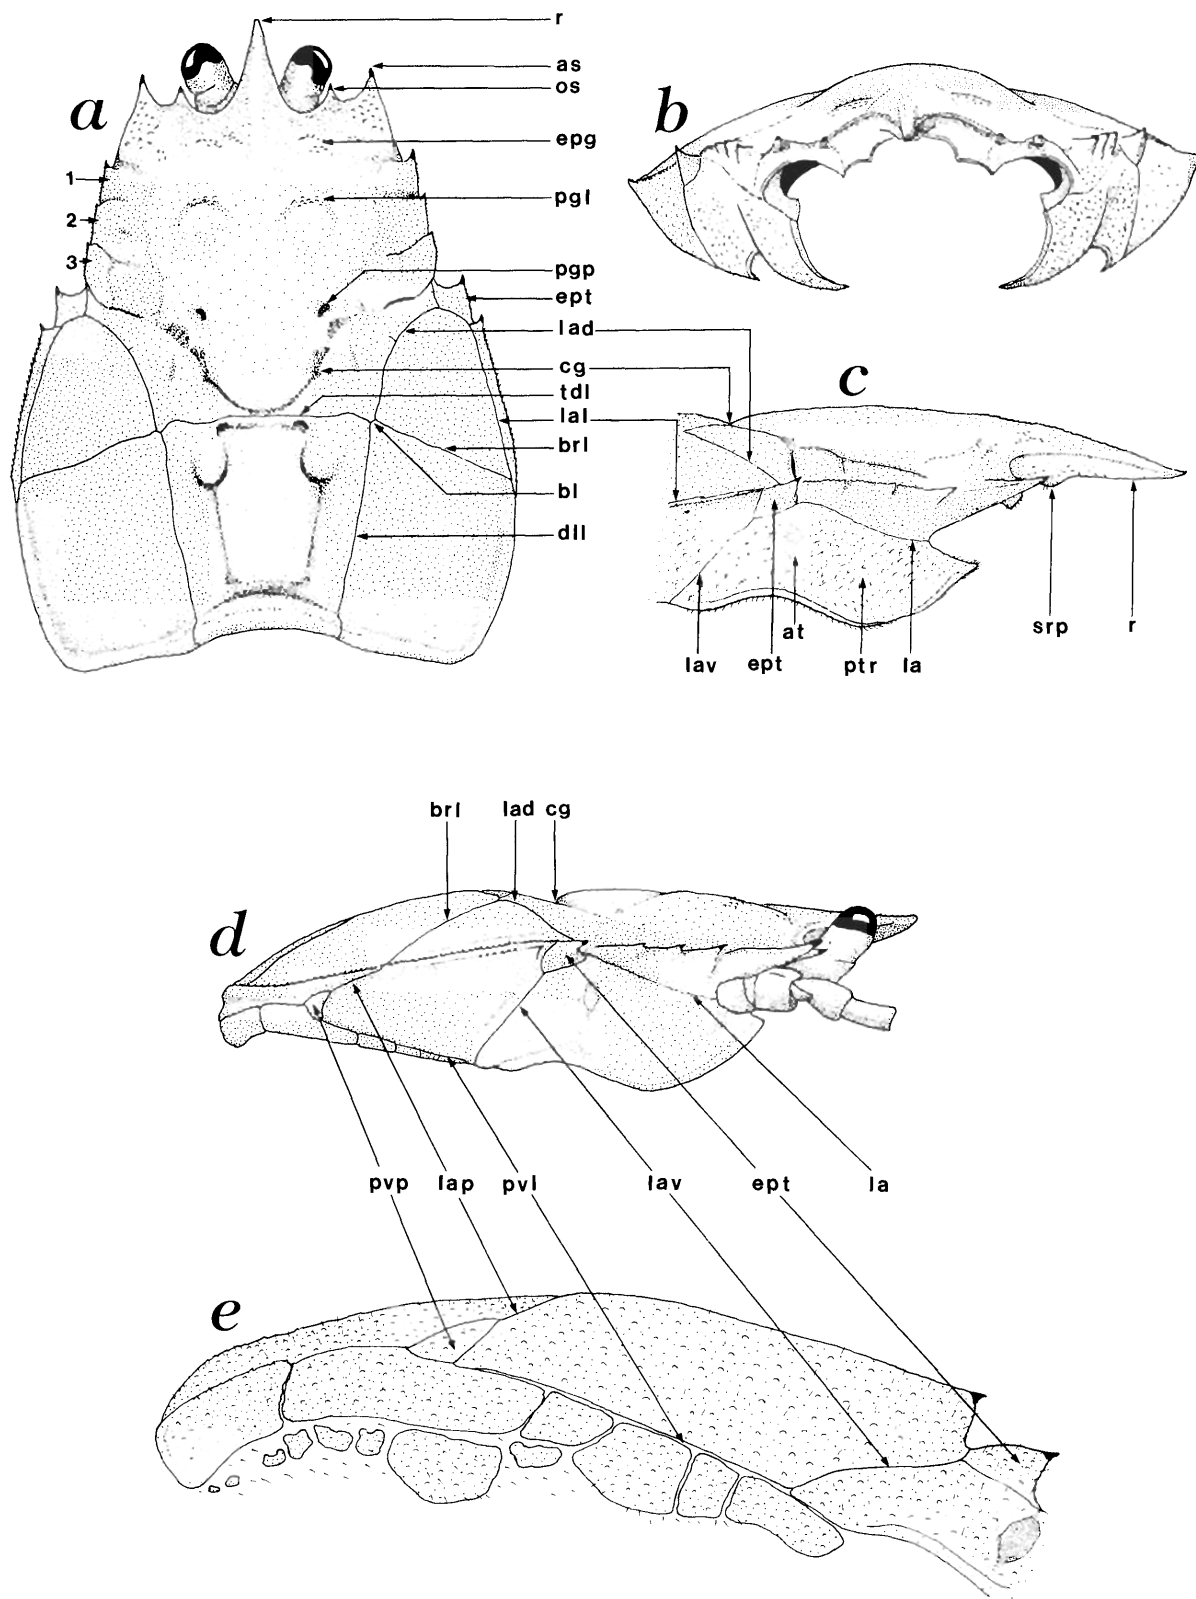 r
as
a
os
b
epg
1
pgl
2
3
pgp
ept
lad
cg
c
tdl
lal
brl
bl
dll
at
srp
r
lav
ept
ptr
la
brl
lad
cg
d
pvp
lap
pvl
lav
ept
la
e